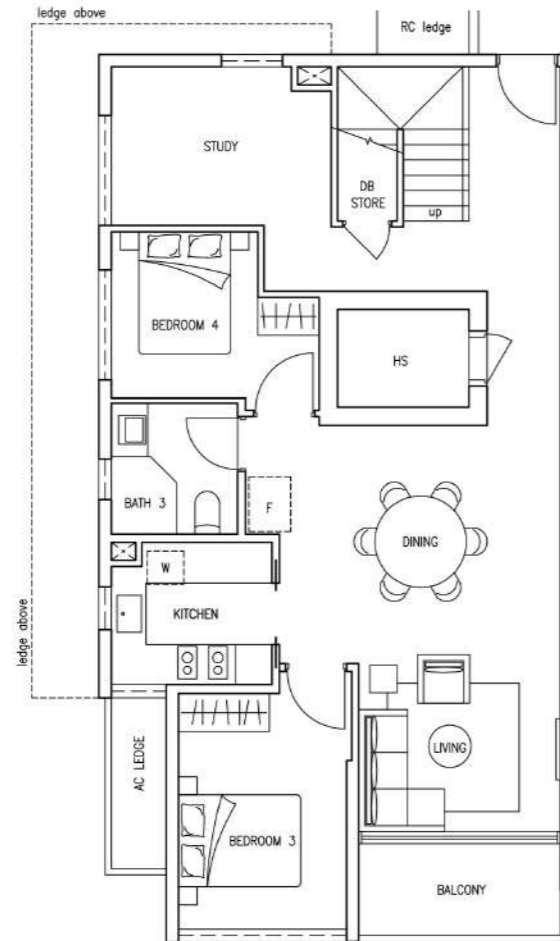 ledge above
RC ledge
STUDY
DB
STORE
up
BEDROOM 4
HS
BATH 3
F
DINING
W
KITCHEN
ledge above
LIVING
AC LEDGE
BEDROOM 3
BALCONY